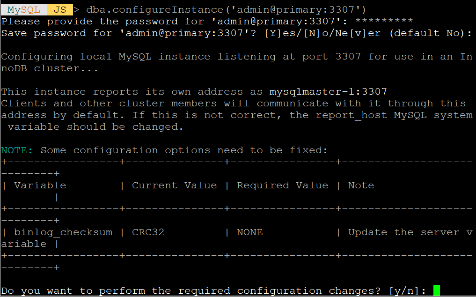 MySQL JS > dba.configureInstance('admin@primary:3307')
Please provide the password for 'admin@primary:3307': *********
Save password for 'admin@primary:3307'? [Y]es/[N]o/Ne[v]er (default No):
Configuring local MySQL instance listening at port 3307 for use in an In
noDB cluster...
This instance reports its own address as mysqlmaster-1:3307
Clients and other cluster members will communicate with it through this
address by default. If this is not correct, the report_host MySQL system
 variable should be changed.
NOTE: Some configuration options need to be fixed:
+-----------------+---------------+----------------+--------------------
--------+
| Variable        | Current Value | Required Value | Note
        |
+-----------------+---------------+----------------+--------------------
--------+
| binlog_checksum | CRC32         | NONE           | Update the server v
ariable |
+-----------------+---------------+----------------+--------------------
--------+
Do you want to perform the required configuration changes? [y/n]: